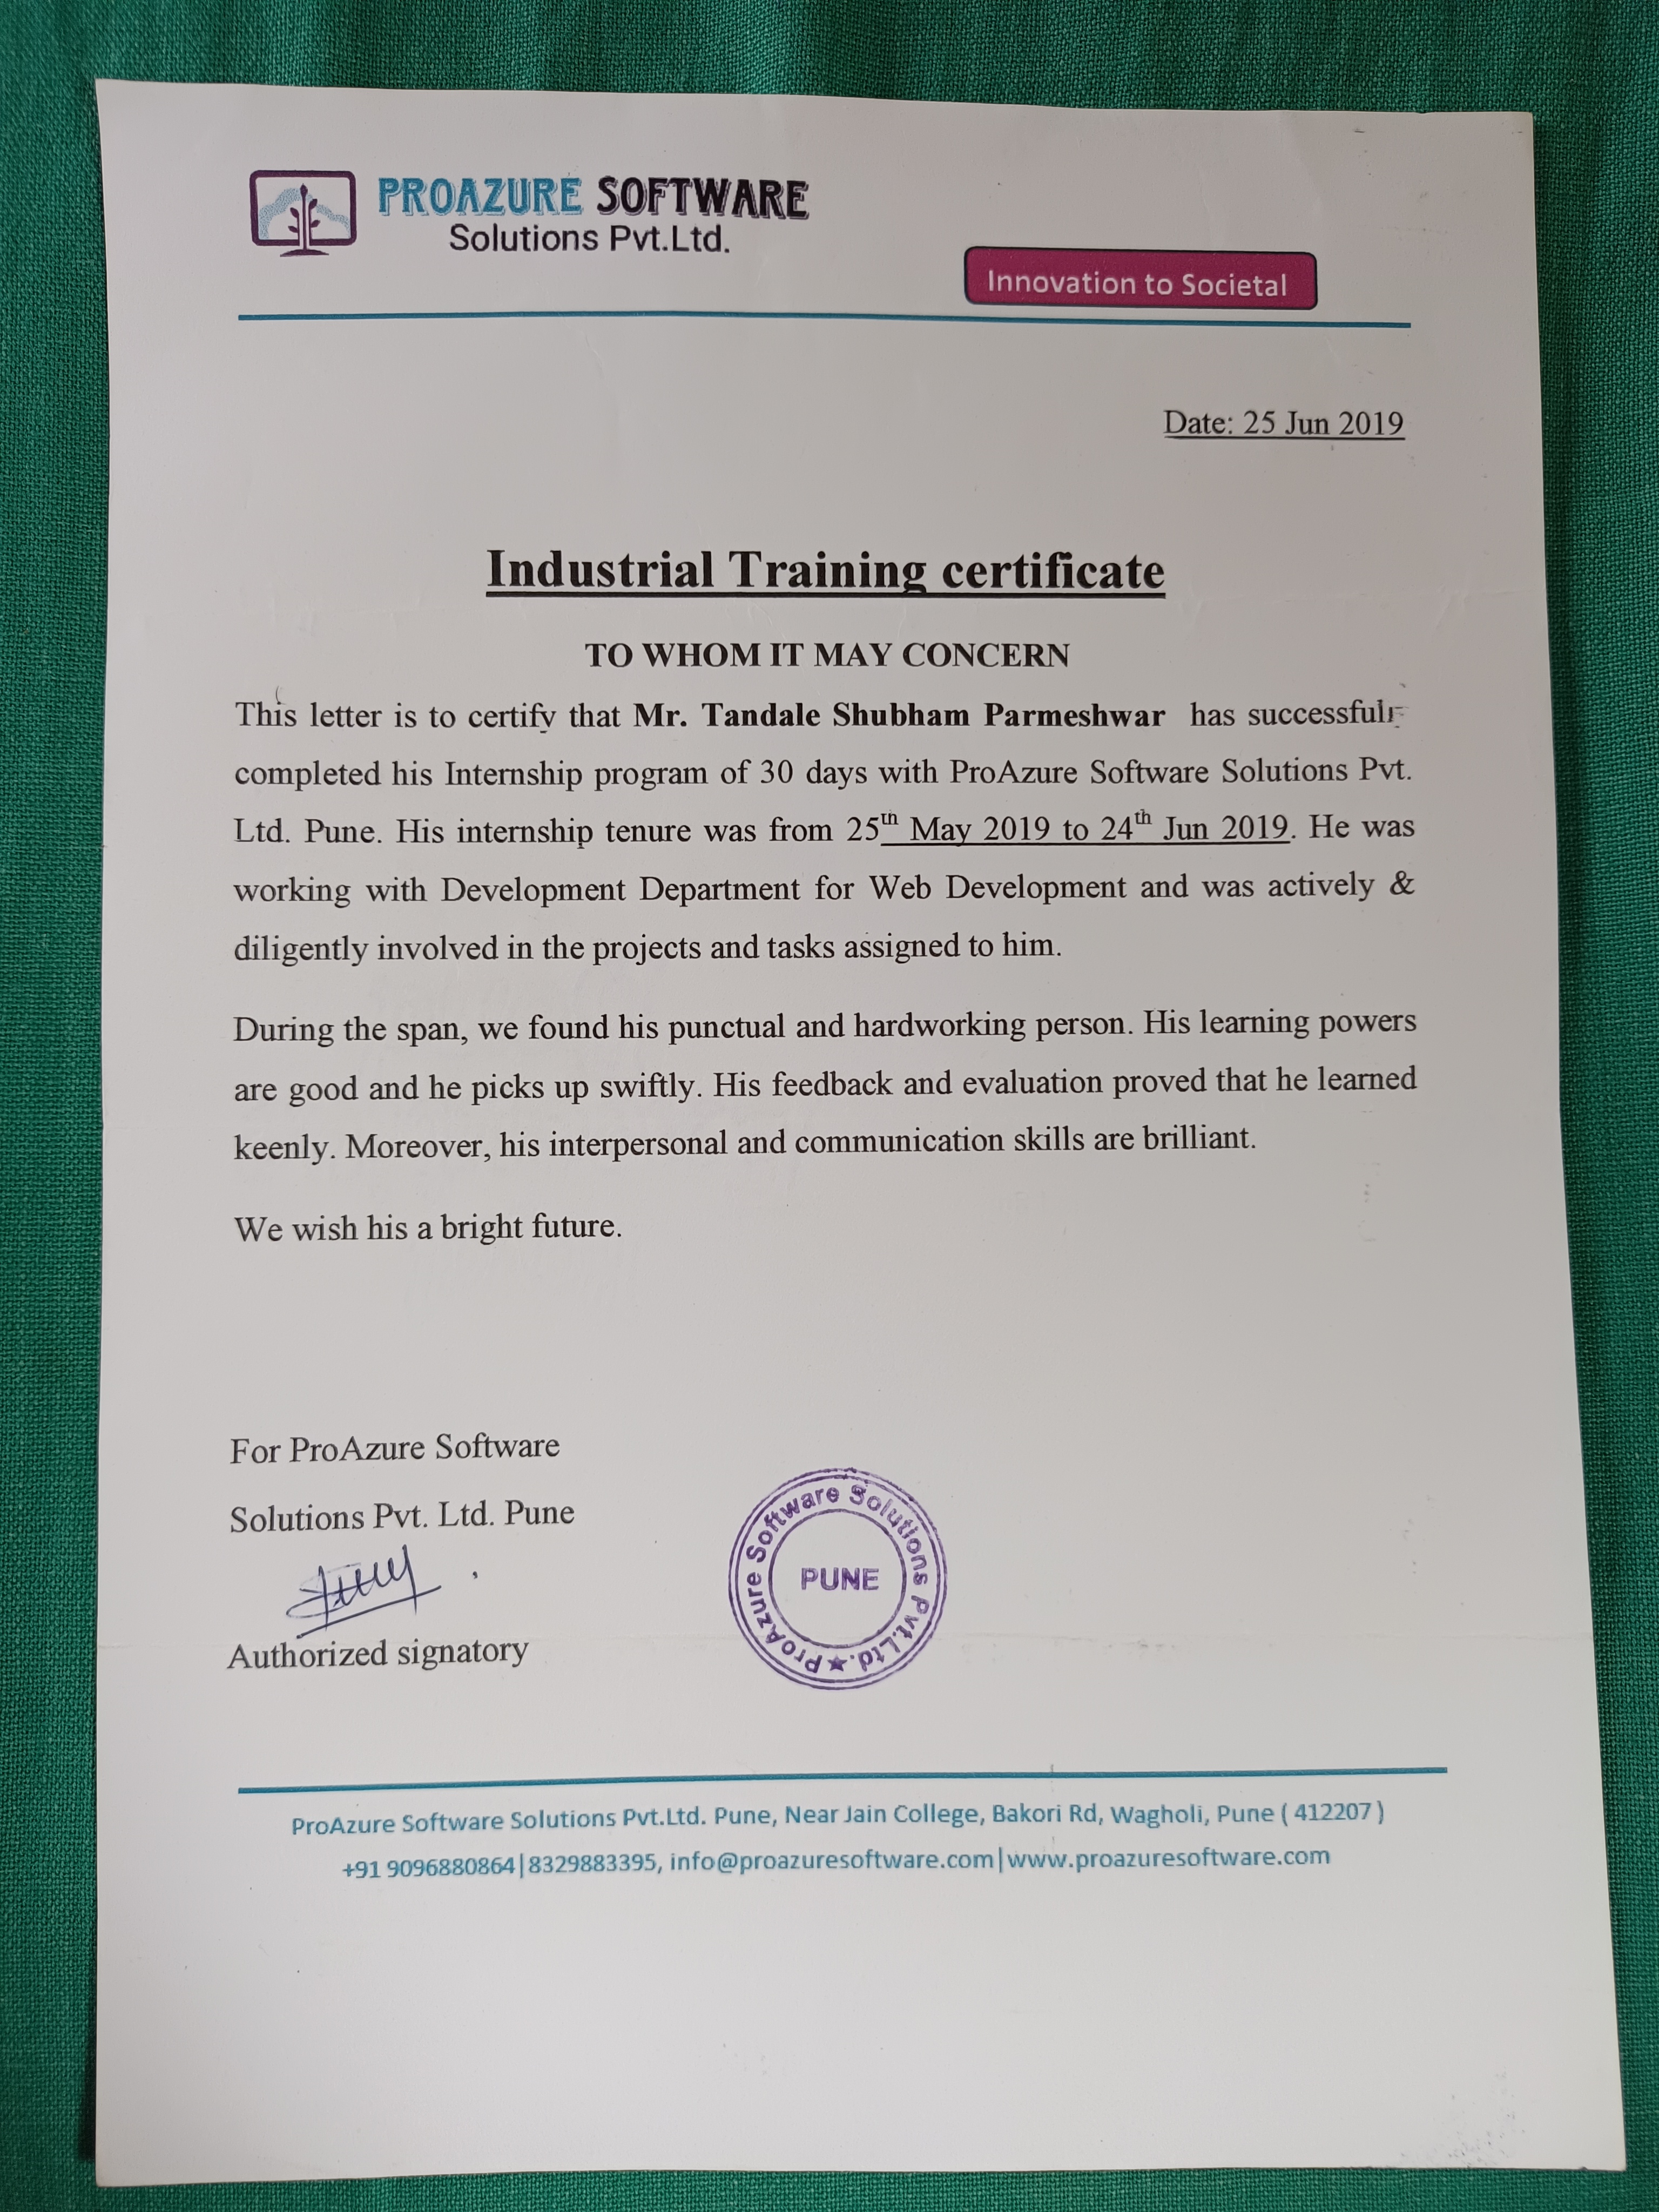 PROAZURE SOFTWARE
Solutions Pvt.Ltd.
Innovation to Societal
Date: 25 Jun 2019
Industrial Training certificate
TO WHOM IT MAY CONCERN
This letter is to certify that Mr. Tandale Shubham Parmeshwar has
completed his Internship program of 30 days with ProAzure Software Solutions Pvt.
Ltd. Pune. His internship tenure was from 25th May 2019 to 24th Jun 2019. He was
working with Development Department for Web Development and was actively &
diligently involved in the projects and tasks assigned to him.
During the span, we found his punctual and hardworking person. His learning powers
are good and he picks up swiftly. His feedback and evaluation proved that he learned
keenly. Moreover, his interpersonal and communication skills are brilliant.
We wish his a bright future.
For ProAzure Software
Solutions Pvt. Ltd. Pune
Authorized signatory
ProAzure Software Solutions Pvt.Ltd. ★
PUNE
ProAzure Software Solutions Pvt.Ltd. Pune, Near Jain College, Bakori Rd, Wagholi, Pune ( 412207 )
+91 9096880864|8329883395, info@proazuresoftware.com|www.proazuresoftware.com